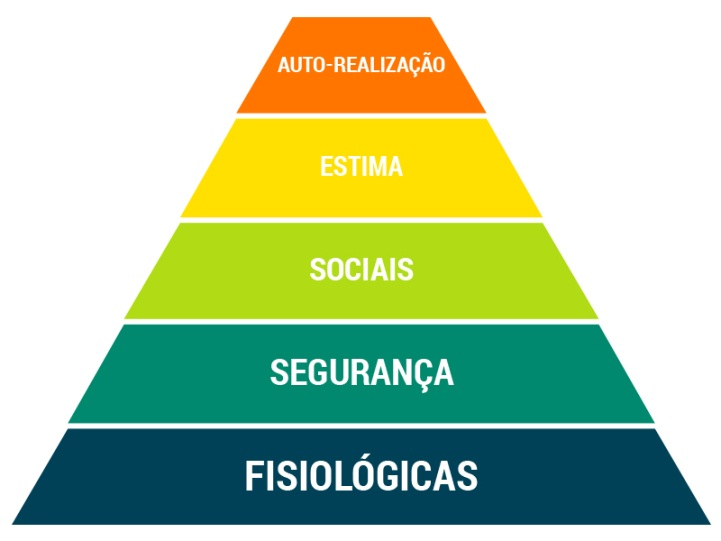 AUTO-REALIZAÇÃO
ESTIMA
SOCIAIS
SEGURANÇA
FISIOLÓGICAS